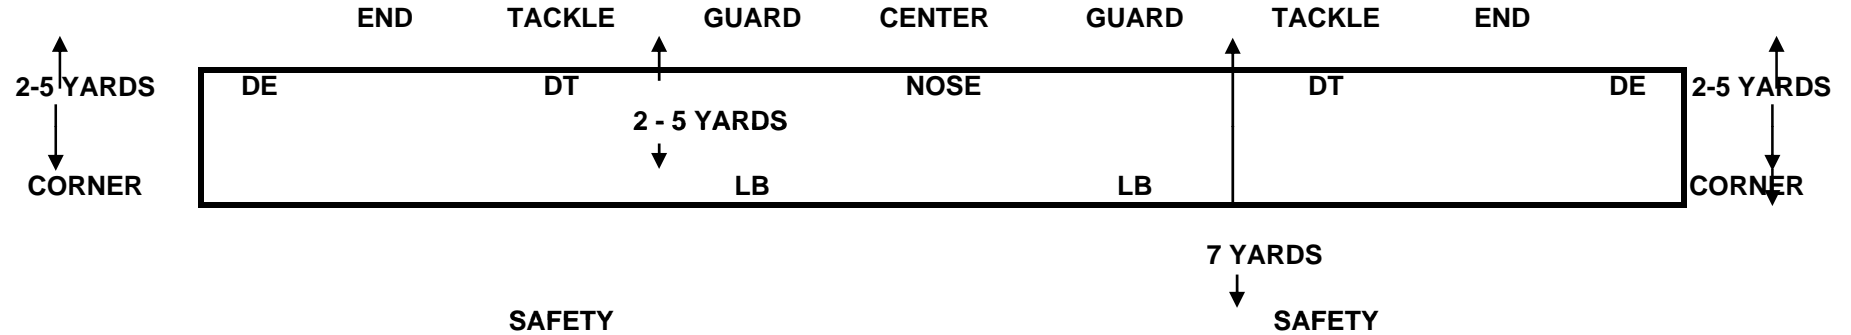 END TACKLE GUARD CENTER GUARD TACKLE END
2-5 YARDS DE DT NOSE DT DE 2-5 YARDS
2 - 5 YARDS
CORNER LB LB CORNER
7 YARDS
SAFETY SAFETY